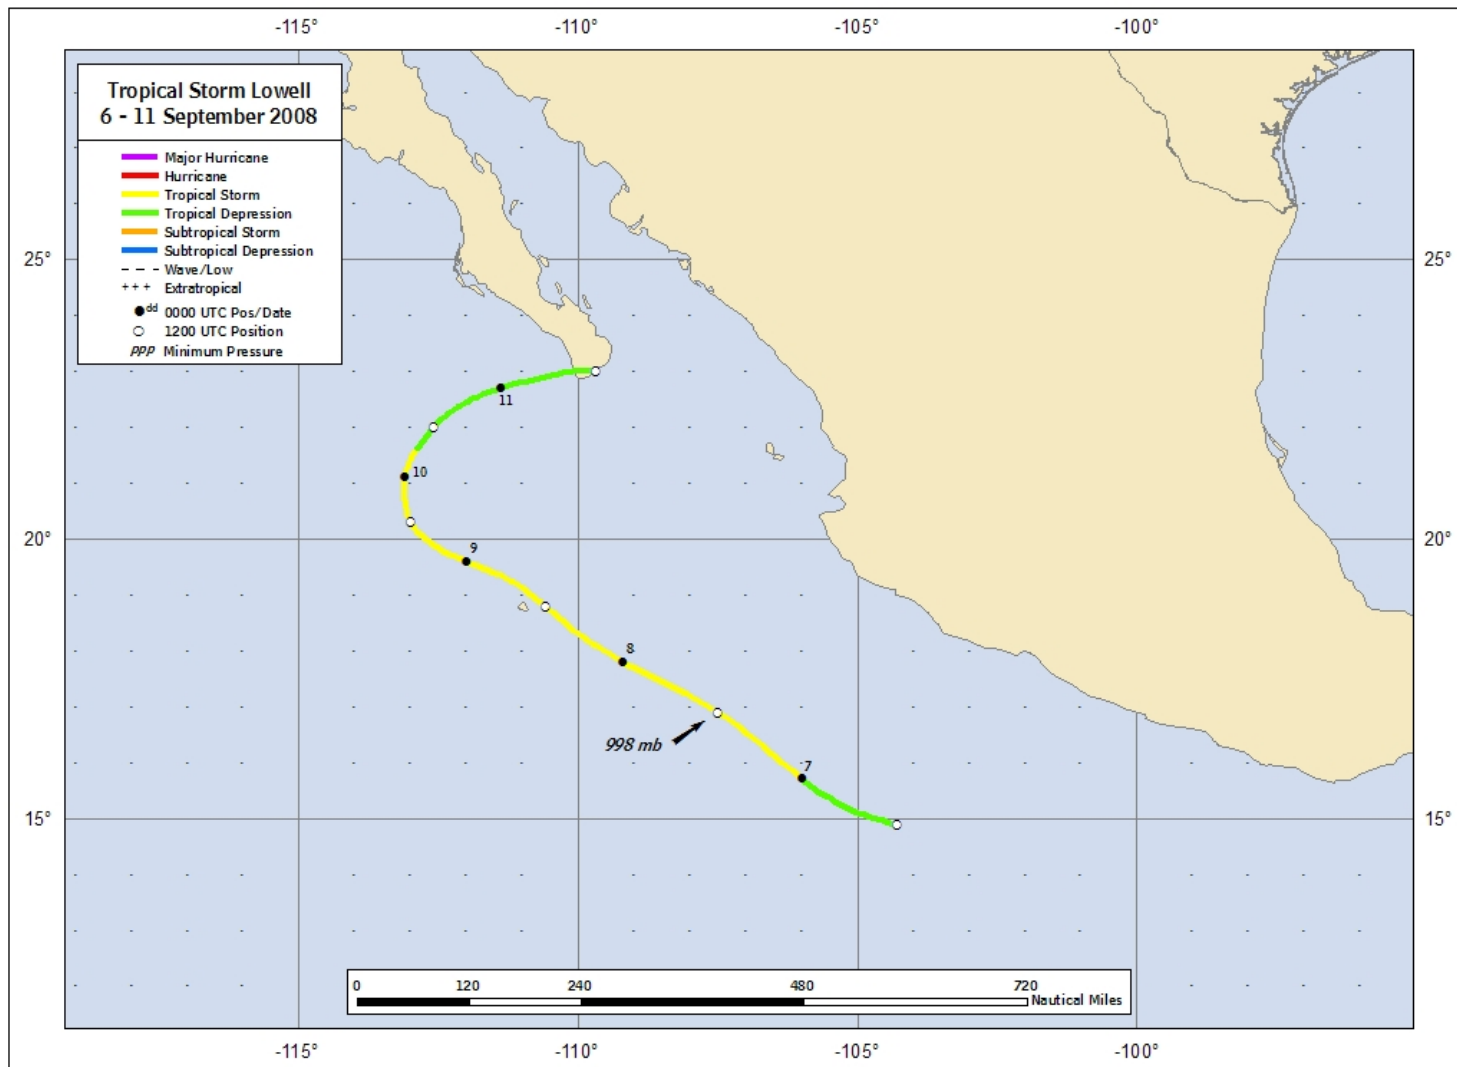 -115° -110° -105° -100°
Tropical Storm Lowell
6 - 11 September 2008
Major Hurricane
Hurricane
Tropical Storm
Tropical Depression
Subtropical Storm
Subtropical Depression
Wave/Low
+++ Extratropical
dd 0000 UTC Pos/Date
1200 UTC Position
ppp Minimum Pressure
25° 25°
11
10
20° 20°
9
8
998 mb
7
15° 15°
0 120 240 480 720
Nautical Miles
-115° -110° -105° -100°